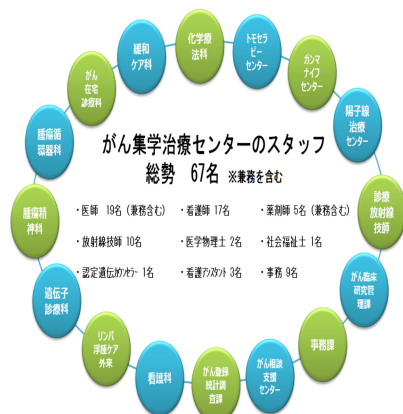 化学療
法科
トモセラ
ピー
センター
ガンマ
ナイフ
センター
陽子線
治療
センター
診療
放射線
技師
がん臨床
研究管
理課
事務課
がん相談
支援
センター
がん登録
統計調
査課
看護科
リンパ
浮腫ケア
外来
遺伝子
診療科
腫瘍精
神科
腫瘍循
環器科
がん
在宅
診療科
緩和
ケア科
がん集学治療センターのスタッフ
総勢 67名 ※兼務を含む
・医師 19名（兼務含む） ・看護師 17名 ・薬剤師 5名（兼務含む）
・放射線技師 10名 ・医学物理士 2名 ・社会福祉士 1名
・認定遺伝カウンセラー 1名 ・看護アシスタント 3名 ・事務 9名